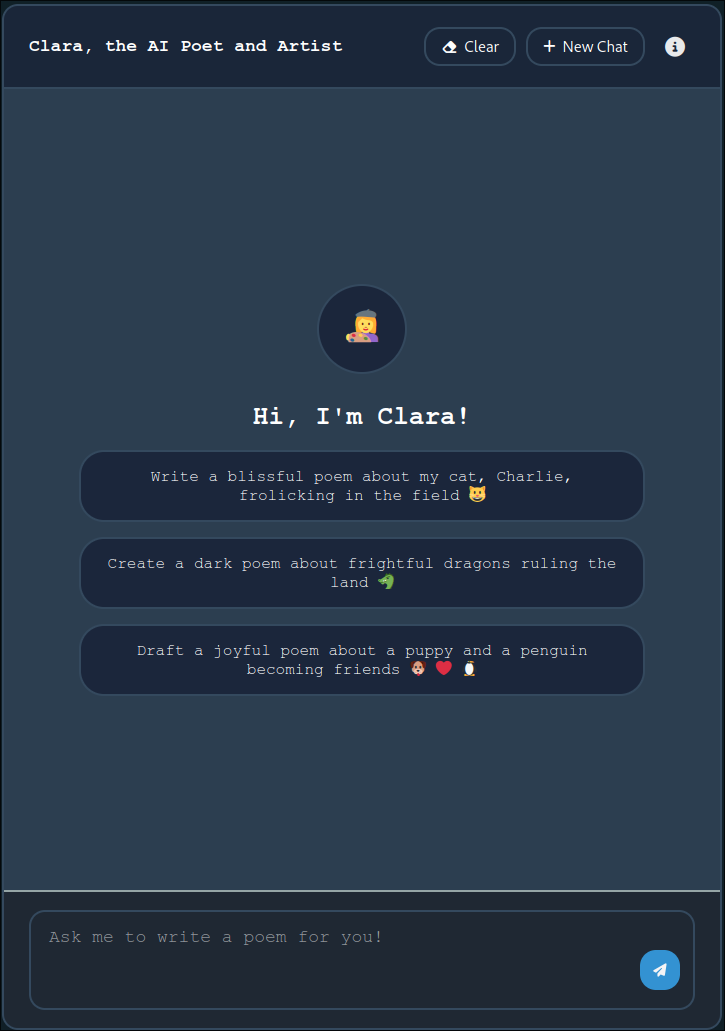 Clara, the AI Poet and Artist
Clear
New Chat
Hi, I'm Clara!
Write a blissful poem about my cat, Charlie,
frolicking in the field 😺
Create a dark poem about frightful dragons ruling the
land 🐲
Draft a joyful poem about a puppy and a penguin
becoming friends 🐶 ❤️ 🐧
Ask me to write a poem for you!